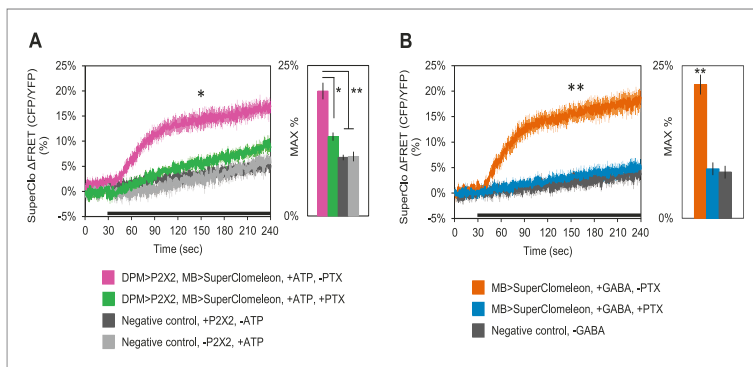 A
SuperClo ΔFRET (CFP/YFP)
(%)
25%
20%
15%
10%
5%
0%
-5%
*
0
30
60
90
120
150
180
210
240
Time (sec)
25%
MAX %
0%
*
**
DPM>P2X2, MB>SuperClomeleon, +ATP, -PTX
DPM>P2X2, MB>SuperClomeleon, +ATP, +PTX
Negative control, +P2X2, -ATP
Negative control, -P2X2, +ATP
B
SuperClo Δ FRET (CFP/YFP)
(%)
25%
20%
15%
10%
5%
0%
-5%
**
0
30
60
90
120
150
180
210
240
Time (sec)
25%
MAX %
0%
**
MB>SuperClomeleon, +GABA, -PTX
MB>SuperClomeleon, +GABA, +PTX
Negative control, -GABA